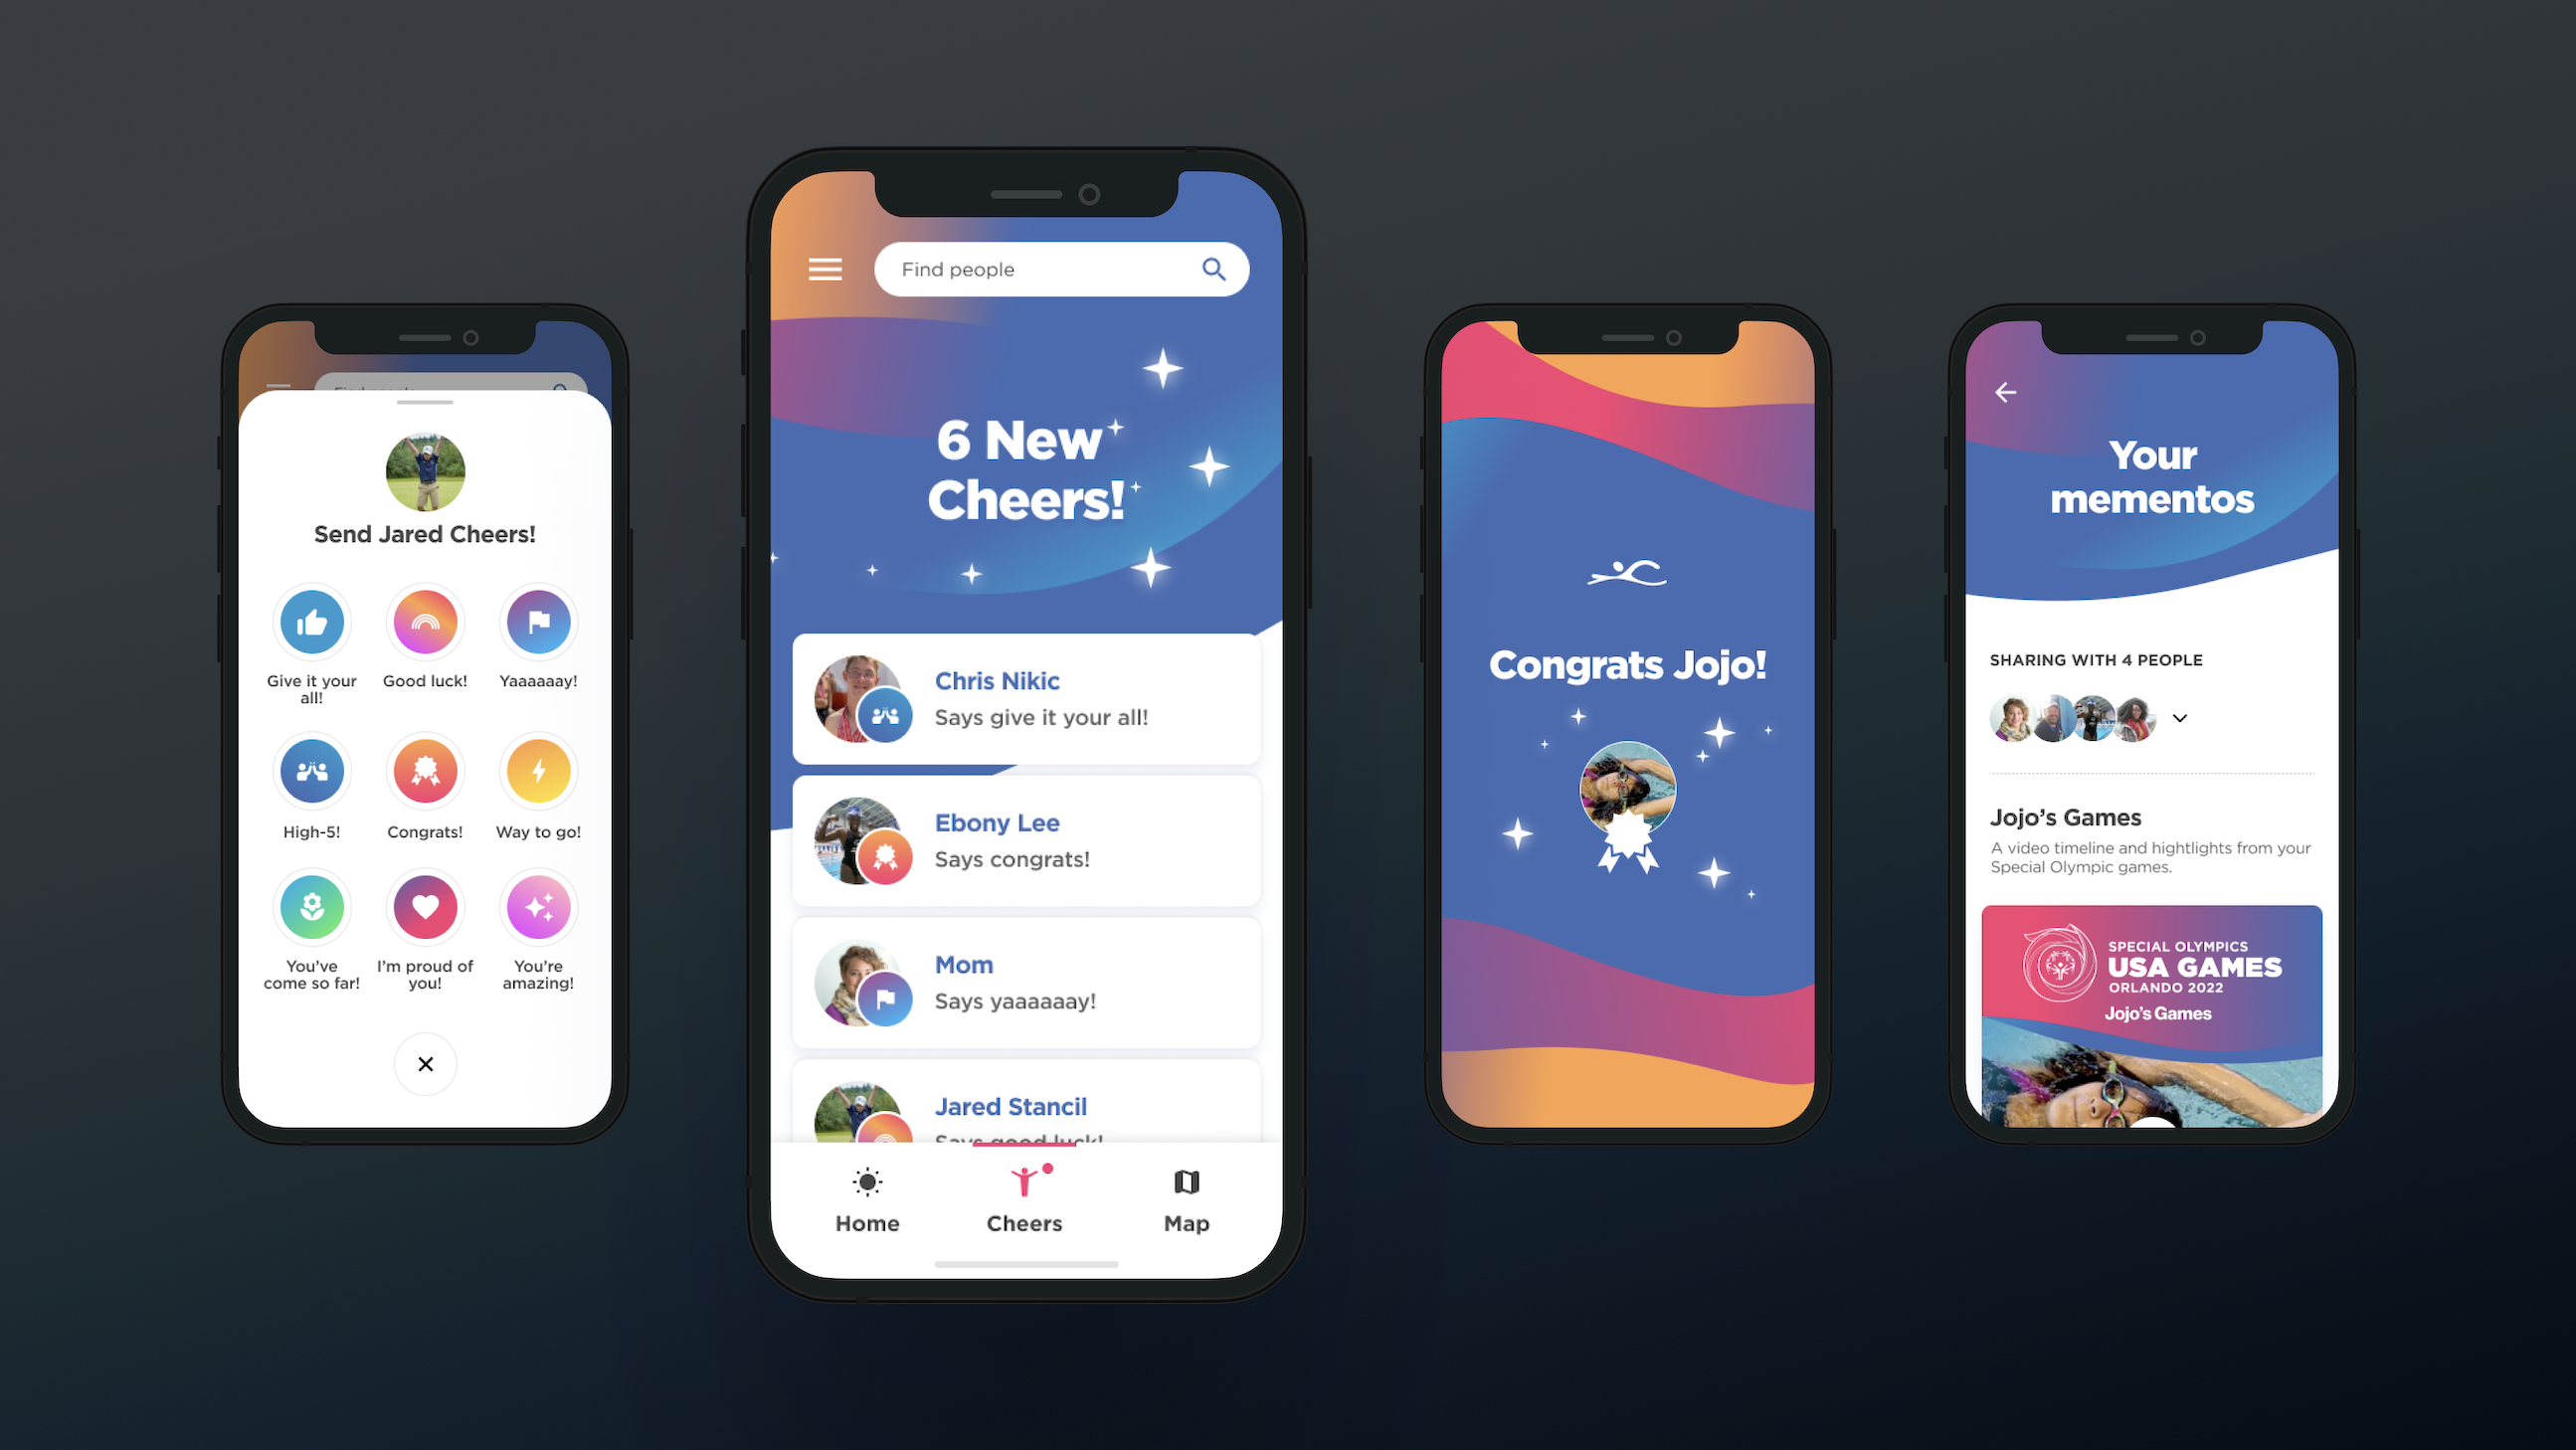 Send Jared Cheers!
Give it your
all!
Good luck!
Yaaaaaay!
High-5!
Congrats!
Way to go!
You've
come so far!
I'm proud of
you!
You're
amazing!
Find people
6 New
Cheers!
Chris Nikic
Says give it your all!
Ebony Lee
Says congrats!
Mom
Says yaaaaaay!
Jared Stancil
Says good luck!
Home
Cheers
Map
Congrats Jojo!
Your
mementos
SHARING WITH 4 PEOPLE
Jojo's Games
A video timeline and hightlights from your
Special Olympic games.
SPECIAL OLYMPICS
USA GAMES
ORLANDO 2022
Jojo's Games